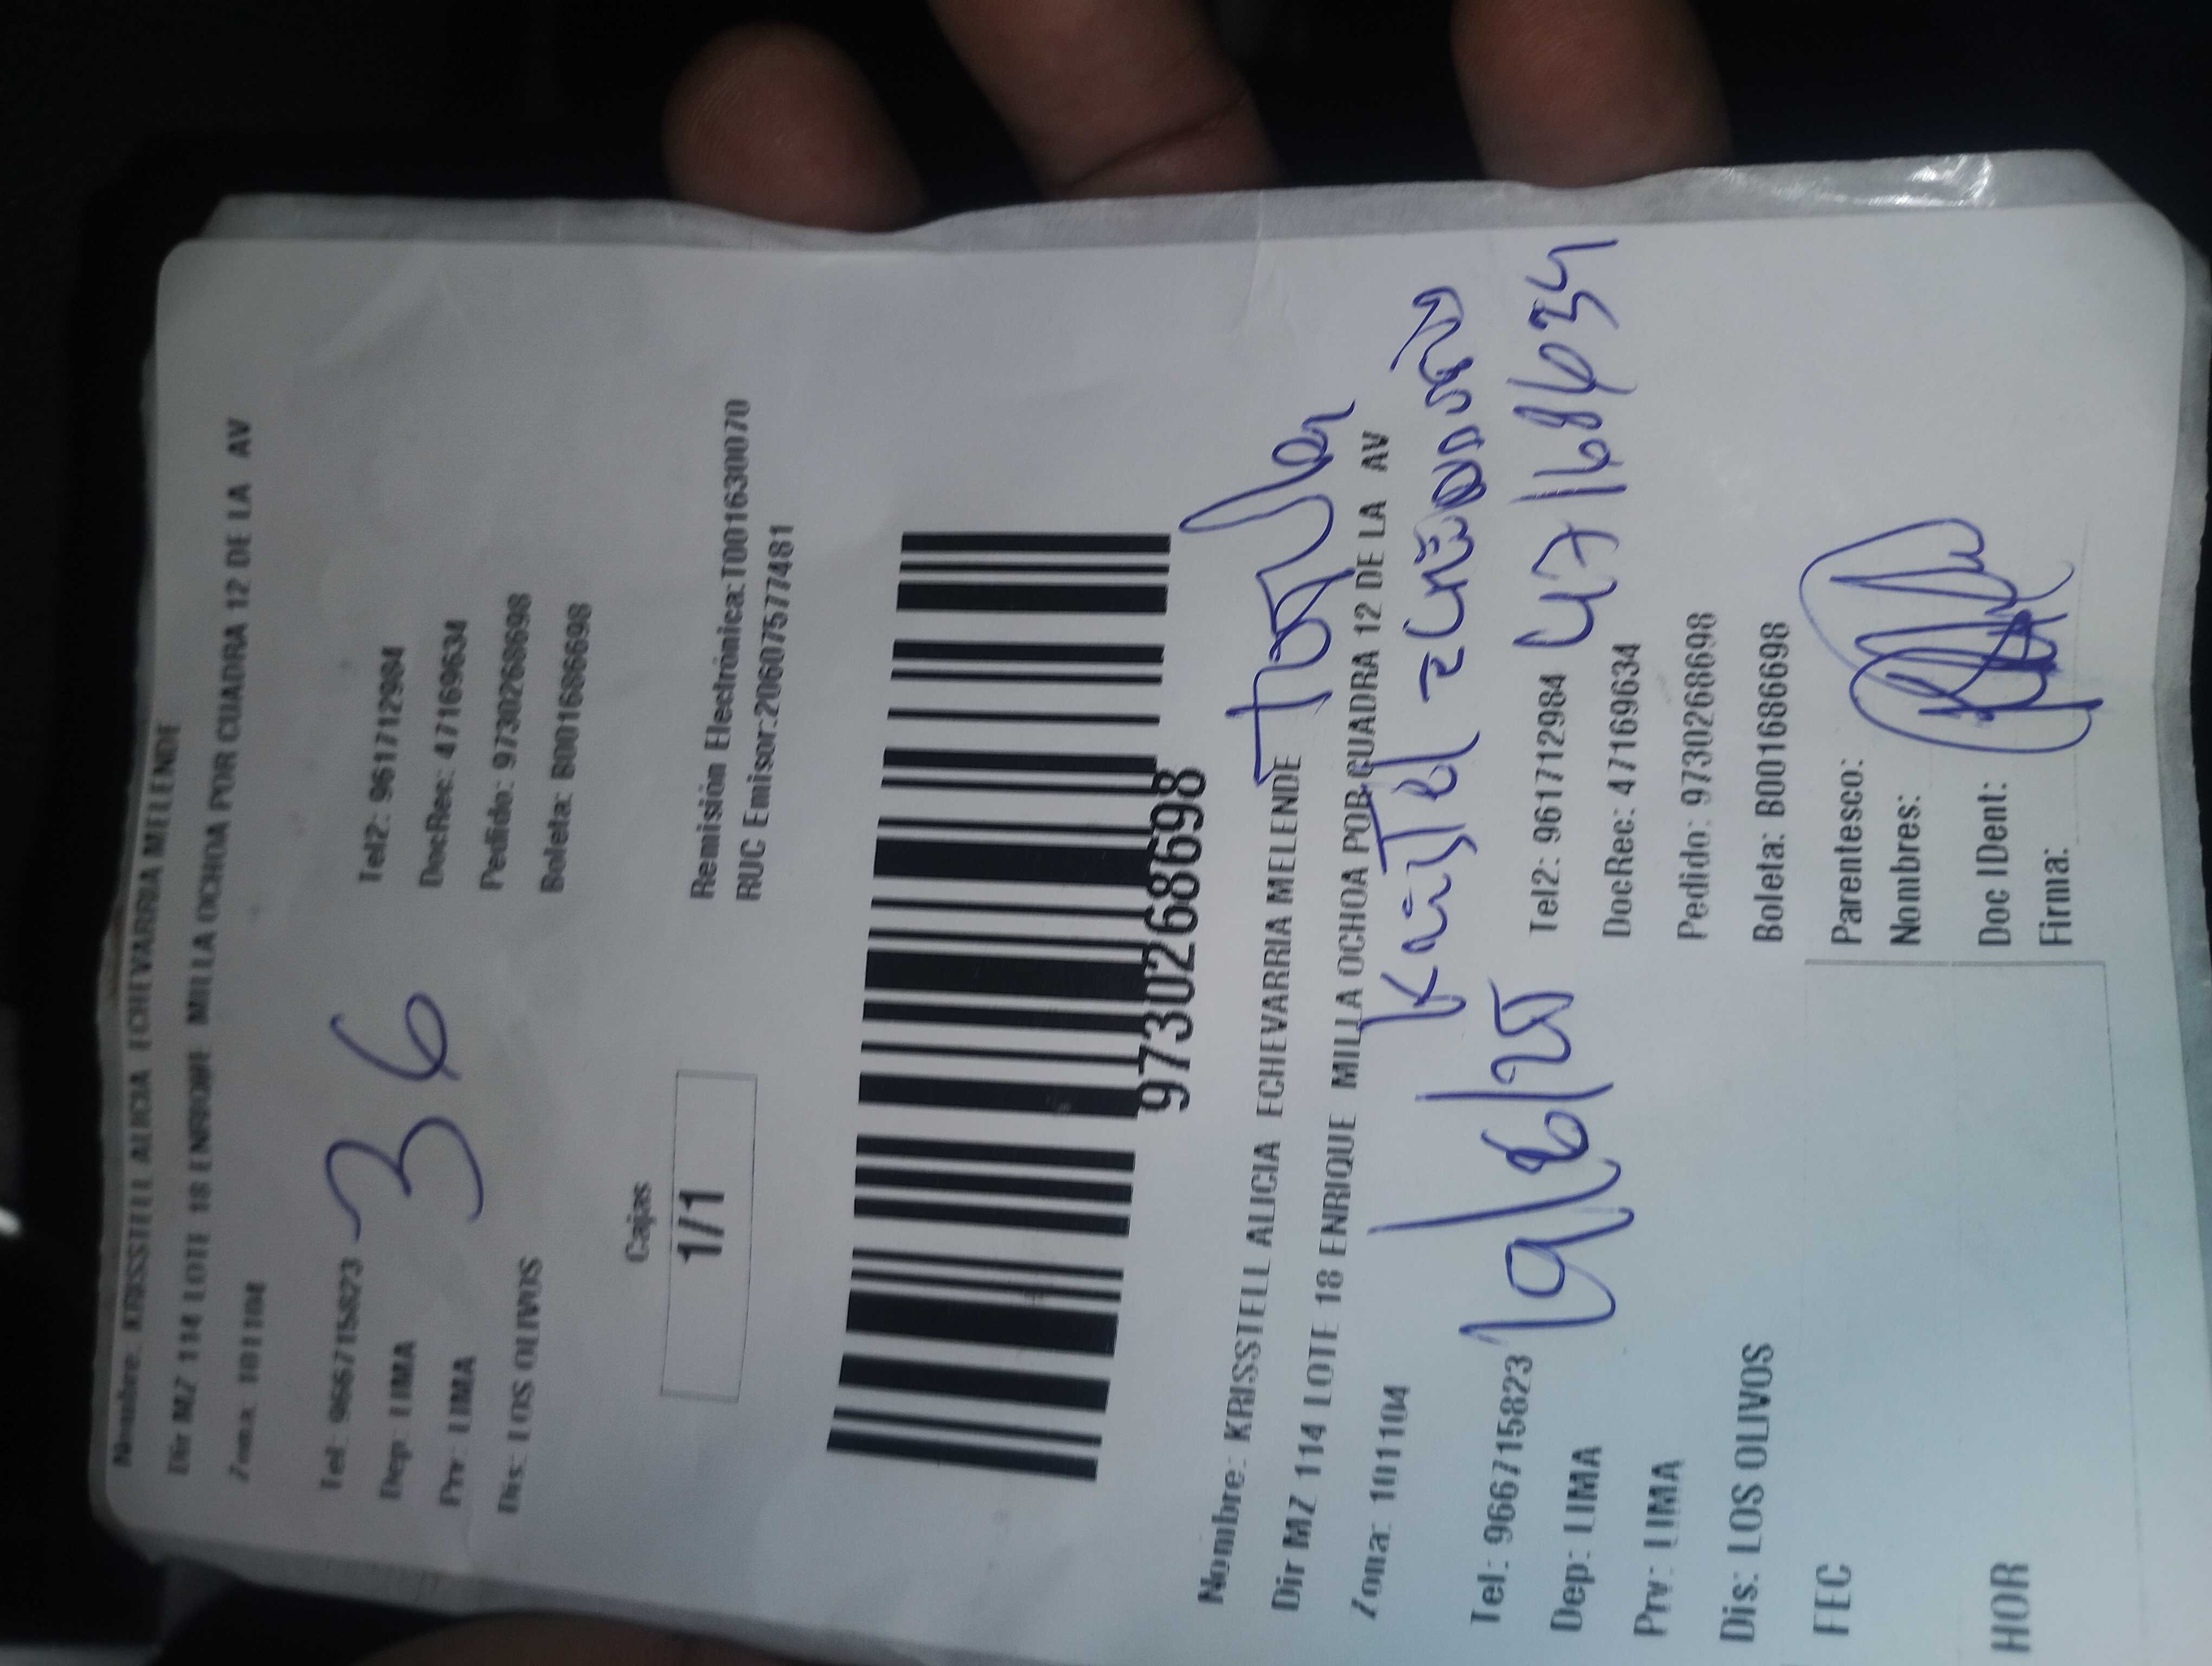 Nombre: KRISSTELL ALICIA ECHEVARRIA MELENDE
Dir MZ 114 LOTE 18 ENRIQUE MILLA OCHOA POR CUADRA 12 DE LA AV
Zona: 101104
Tel: 966715823 Tel2: 961712984
36
Dep: LIMA DocRec: 47169634
Prv: LIMA Pedido: 97302688698
Dis: LOS OLIVOS Boleta: B001686698
Cajas
1/1
Remisión Electrónica:T001630070
RUC Emisor:20607577481
97302688698
Nombre: KRISSTELL ALICIA ECHEVARRIA MELENDE
Dir MZ 114 LOTE 18 ENRIQUE MILLA OCHOA POR CUADRA 12 DE LA AV
Zona: 101104
Tel: 966715823 Tel2: 961712984
47169634
Dep: LIMA DocRec: 47169634
Prv: LIMA Pedido: 97302688698
Dis: LOS OLIVOS Boleta: B001686698
FEC Parentesco:
Nombres:
HOR Doc IDent:
Firma: